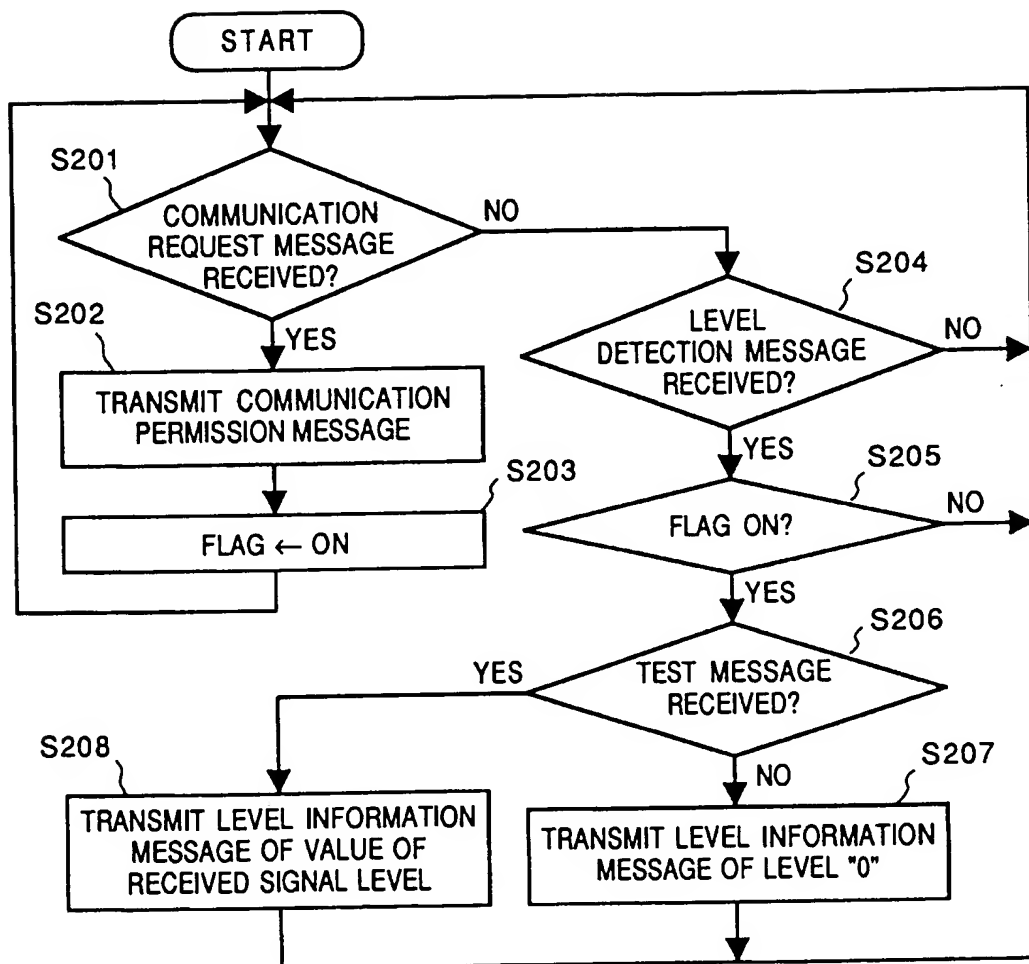 START
S201
COMMUNICATION
REQUEST MESSAGE
RECEIVED?
NO
YES
S202
TRANSMIT COMMUNICATION
PERMISSION MESSAGE
S203
FLAG ← ON
S204
LEVEL
DETECTION MESSAGE
RECEIVED?
NO
YES
S205
FLAG ON?
NO
YES
S206
TEST MESSAGE
RECEIVED?
YES
NO
S208
TRANSMIT LEVEL INFORMATION
MESSAGE OF VALUE OF
RECEIVED SIGNAL LEVEL
S207
TRANSMIT LEVEL INFORMATION
MESSAGE OF LEVEL "0"